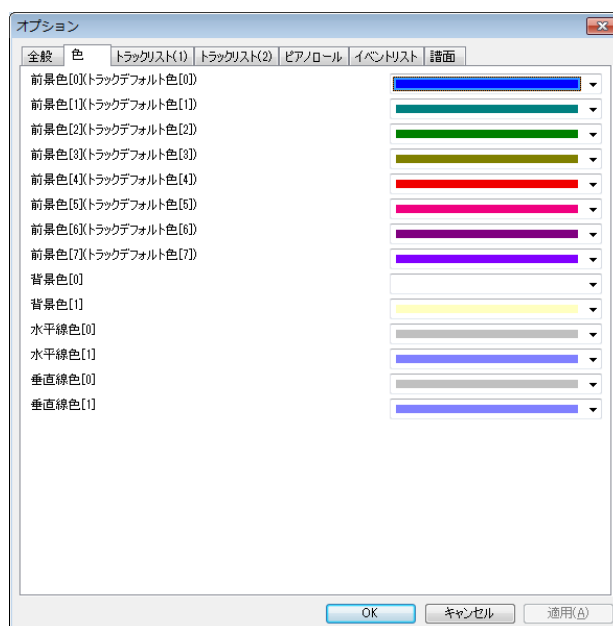 オプション
全般 色 トラックリスト(1) トラックリスト(2) ピアノロール イベントリスト 譜面
前景色[0](トラックデフォルト色[0])
前景色[1](トラックデフォルト色[1])
前景色[2](トラックデフォルト色[2])
前景色[3](トラックデフォルト色[3])
前景色[4](トラックデフォルト色[4])
前景色[5](トラックデフォルト色[5])
前景色[6](トラックデフォルト色[6])
前景色[7](トラックデフォルト色[7])
背景色[0]
背景色[1]
水平線色[0]
水平線色[1]
垂直線色[0]
垂直線色[1]
OK キャンセル 適用(A)